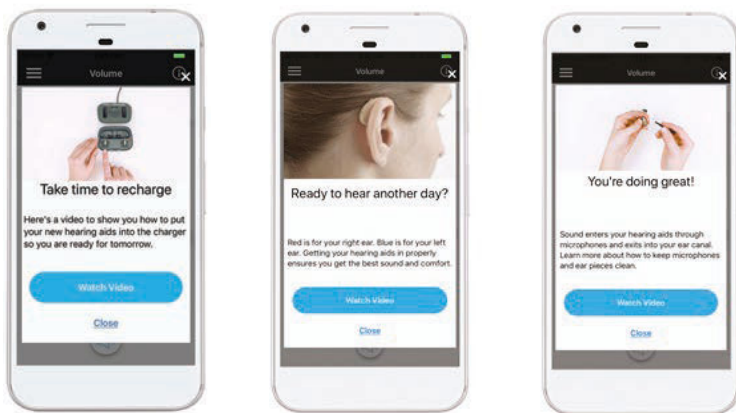 Volume
Take time to recharge
Here's a video to show you how to put
your new hearing aids into the charger
so you are ready for tomorrow.
Watch Video
Close
Volume
Ready to hear another day?
Red is for your right ear. Blue is for your left
ear. Getting your hearing aids in properly
ensures you get the best sound and comfort.
Watch Video
Close
Volume
You're doing great!
Sound enters your hearing aids through
microphones and exits into your ear canal.
Learn more about how to keep microphones
and ear pieces clean.
Watch Video
Close